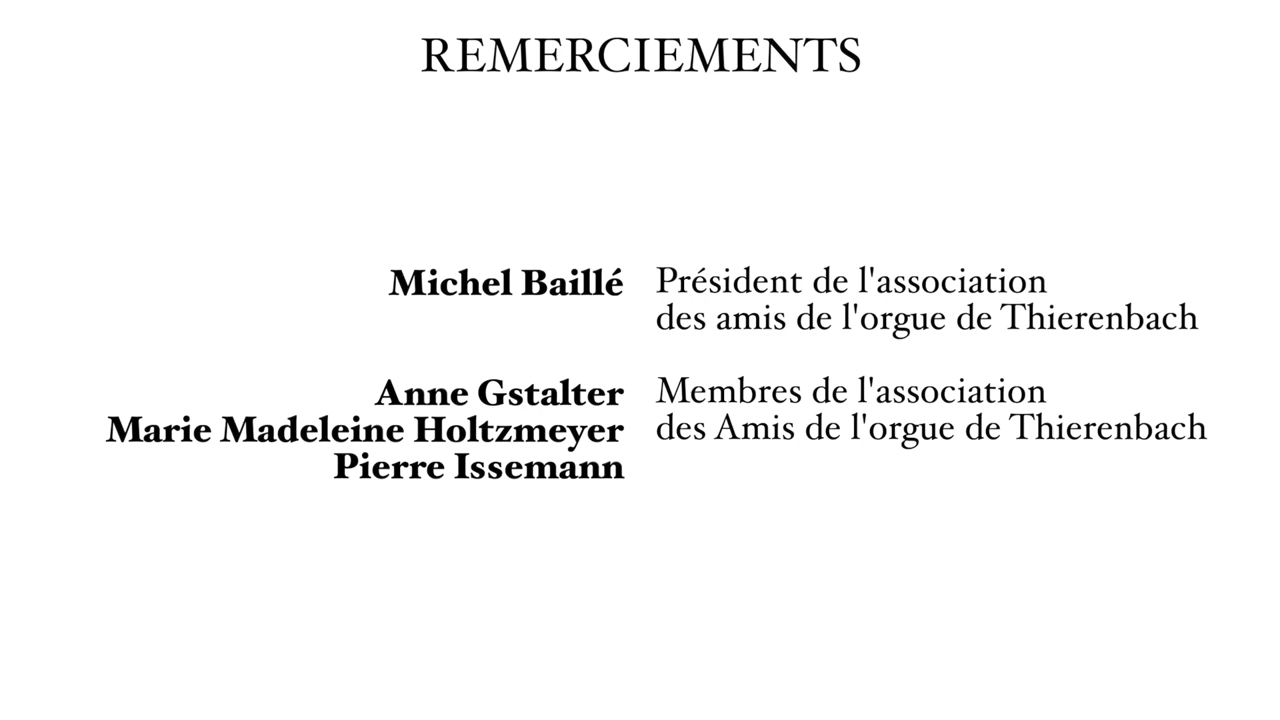 REMERCIEMENTS
Michel Baillé Président de l'association
des amis de l'orgue de Thierenbach
Anne Gstalter Membres de l'association
Marie Madeleine Holtzmeyer des Amis de l'orgue de Thierenbach
Pierre Issemann